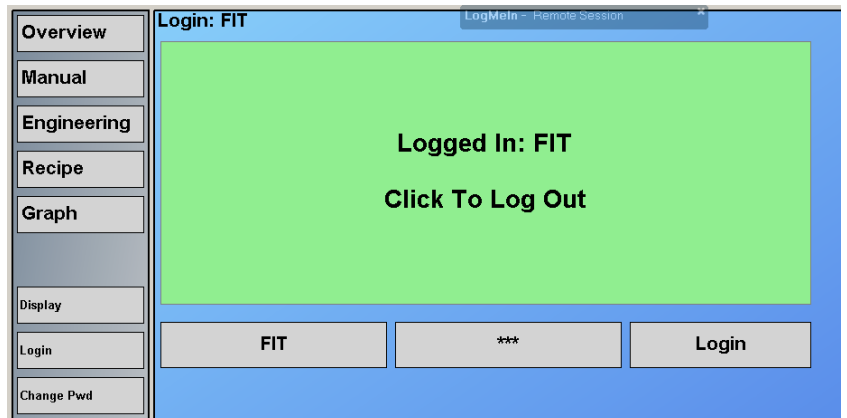 Overview
Manual
Engineering
Recipe
Graph
Display
Login
Change Pwd
Login: FIT
LogMeIn - Remote Session
x
Logged In: FIT
Click To Log Out
FIT
***
Login